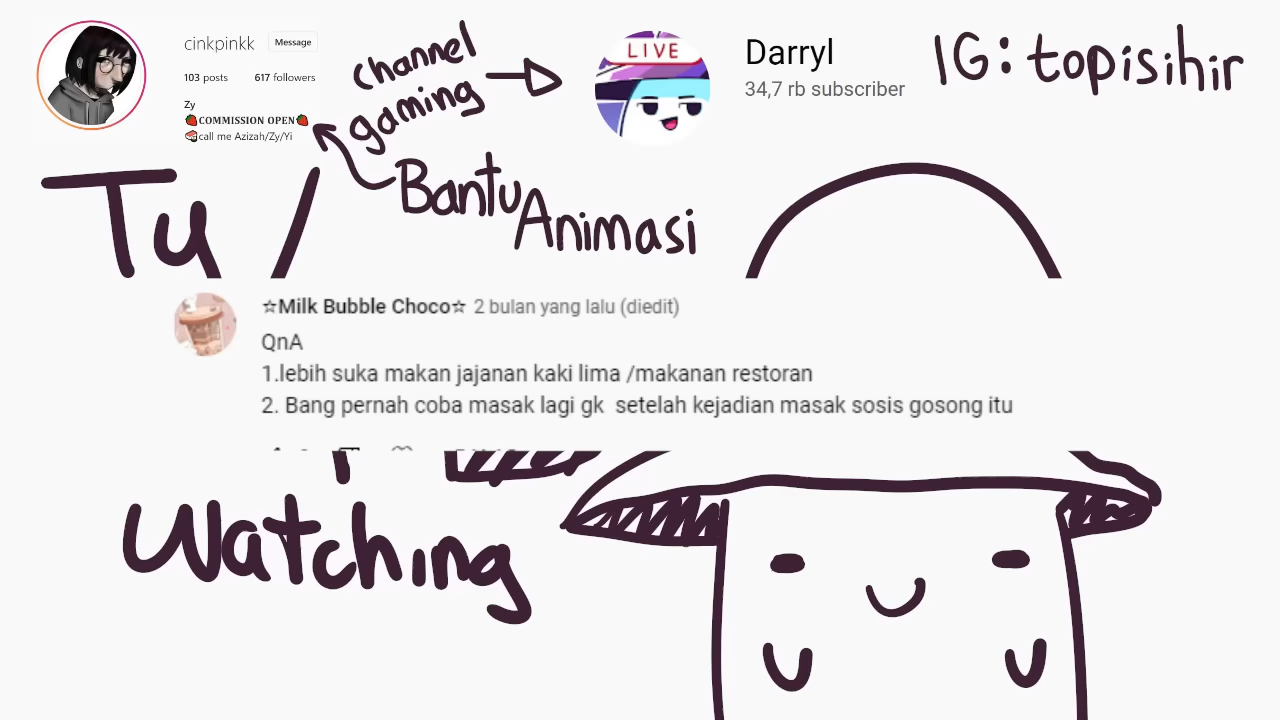 cinkpinkk Message
103 posts 617 followers
Zy
🍓COMMISSION OPEN🍓
🍰call me Azizah/Zy/Yi
channel
gaming
LIVE
Darryl
34,7 rb subscriber
IG: topisihir
Bantu Animasi
Tu
☆Milk Bubble Choco☆ 2 bulan yang lalu (diedit)
QnA
1.lebih suka makan jajanan kaki lima /makanan restoran
2. Bang pernah coba masak lagi gk setelah kejadian masak sosis gosong itu
Watching